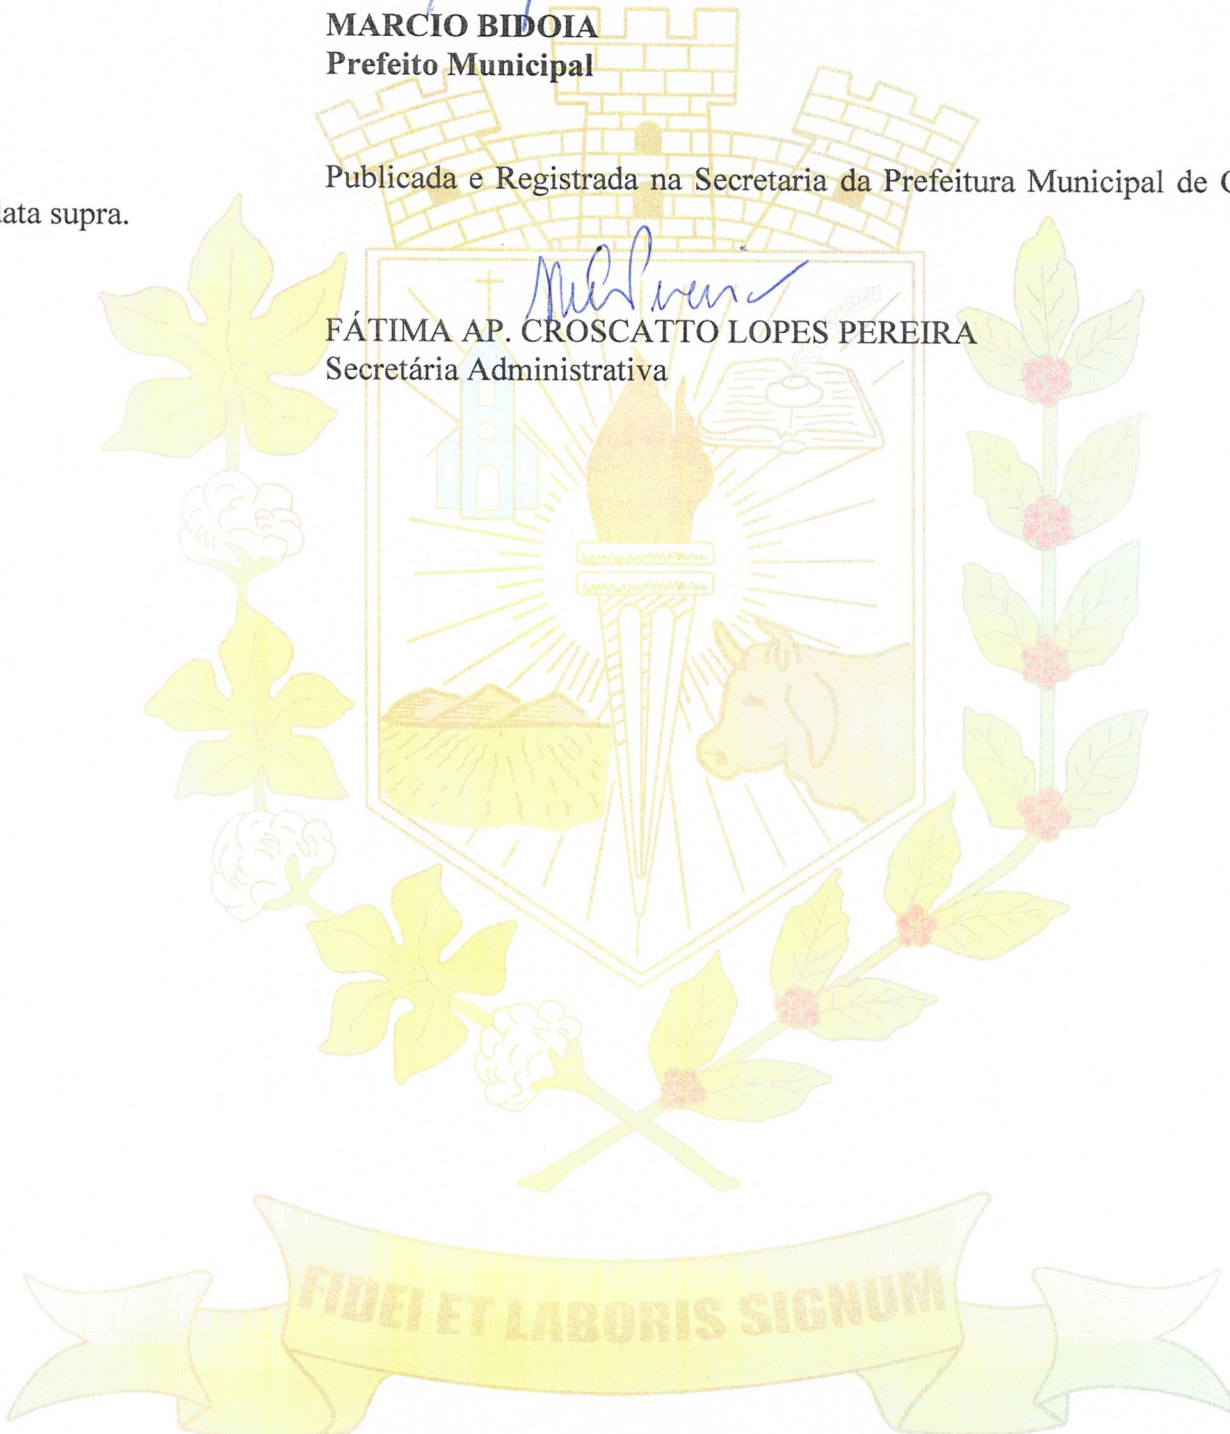 MARCIO BIDOIA
Prefeito Municipal
Publicada e Registrada na Secretaria da Prefeitura Municipal de
data supra.
FÁTIMA AP. CROSCATTO LOPES PEREIRA
Secretária Administrativa
FIDEI ET LABORIS SIGNUM